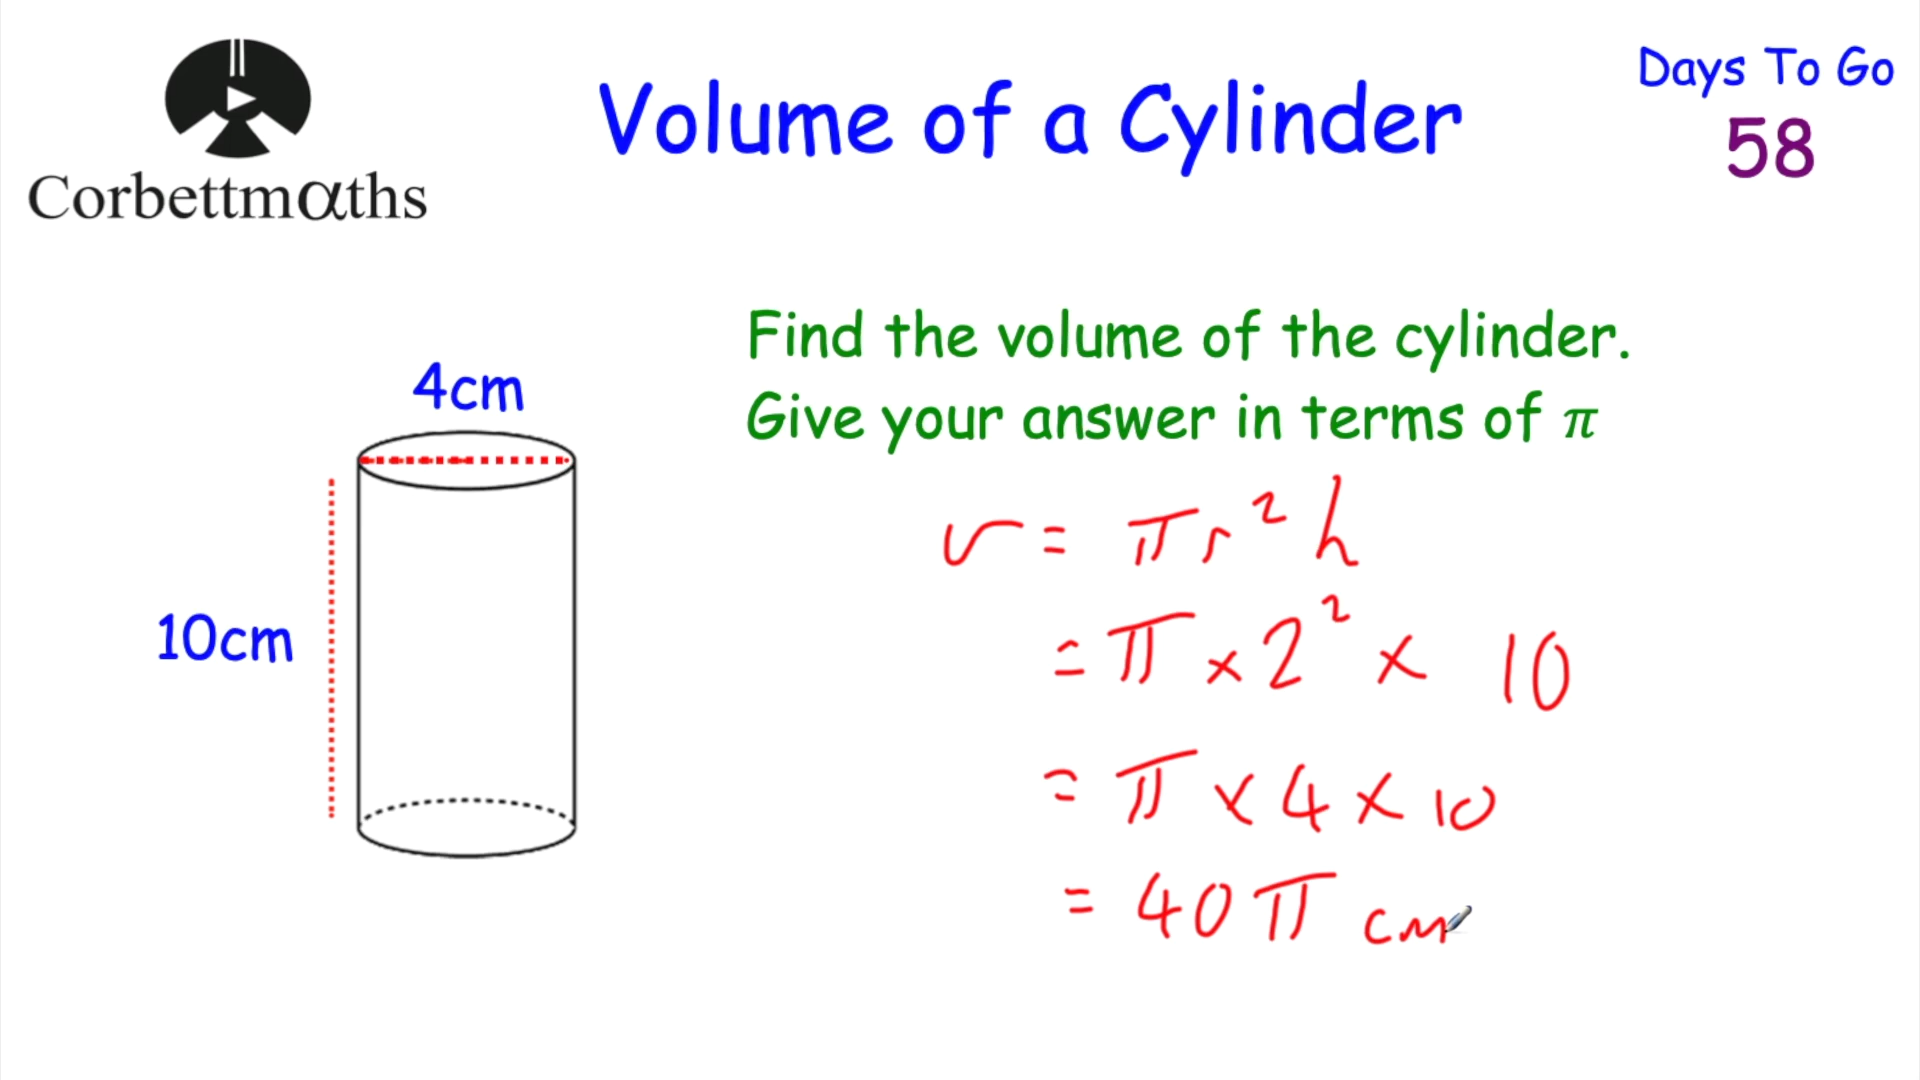 Corbettmαths
Volume of a Cylinder
Days To Go
58
4cm
10cm
Find the volume of the cylinder.
Give your answer in terms of π
v = πr²h
= π × 2² × 10
= π × 4 × 10
= 40π cm